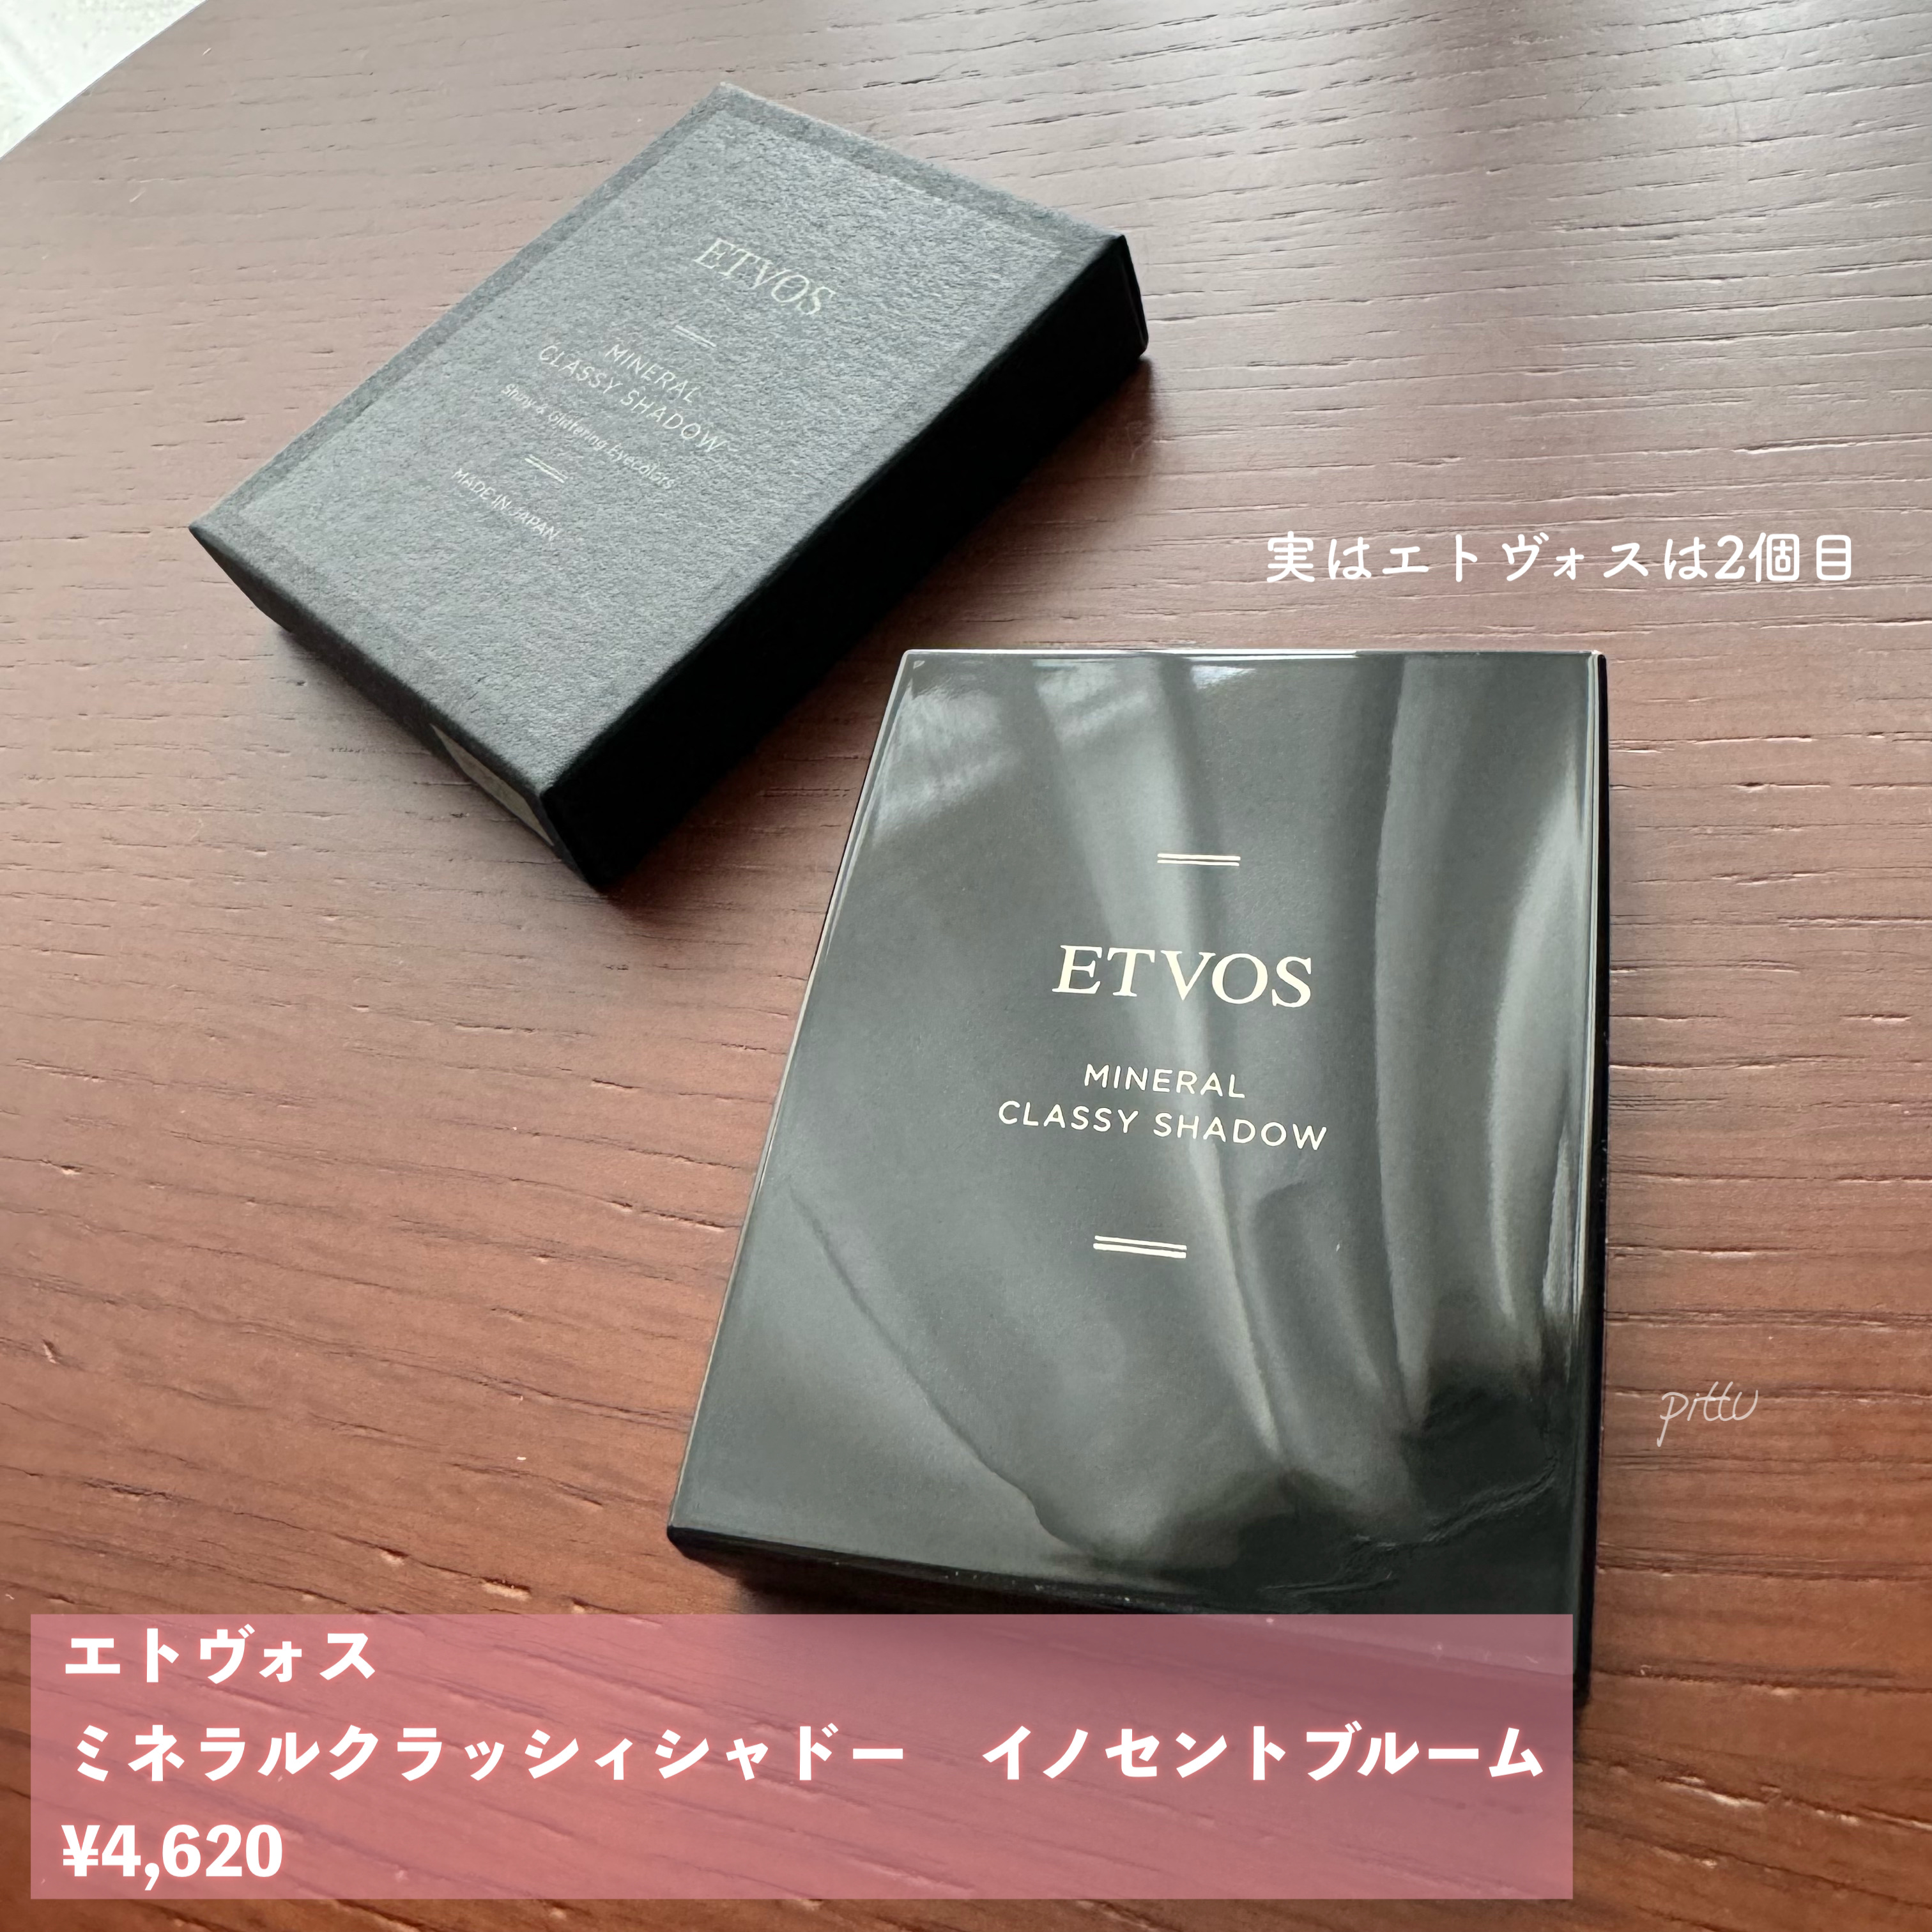 ETVOS
MINERAL
CLASSY SHADOW
Shiny & Glittering Eyecolors
MADE IN JAPAN
実はエトヴォスは2個目
ETVOS
MINERAL
CLASSY SHADOW
pittu
エトヴォス
ミネラルクラッシィシャドー　イノセントブルーム
¥4,620